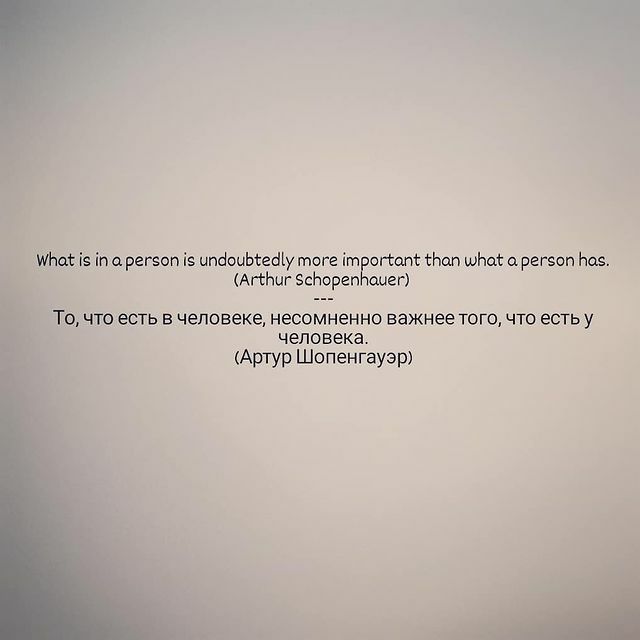 What is in a person is undoubtedly more important than what a person has.
(Arthur Schopenhauer)
---
То, что есть в человеке, несомненно важнее того, что есть у
человека.
(Артур Шопенгауэр)